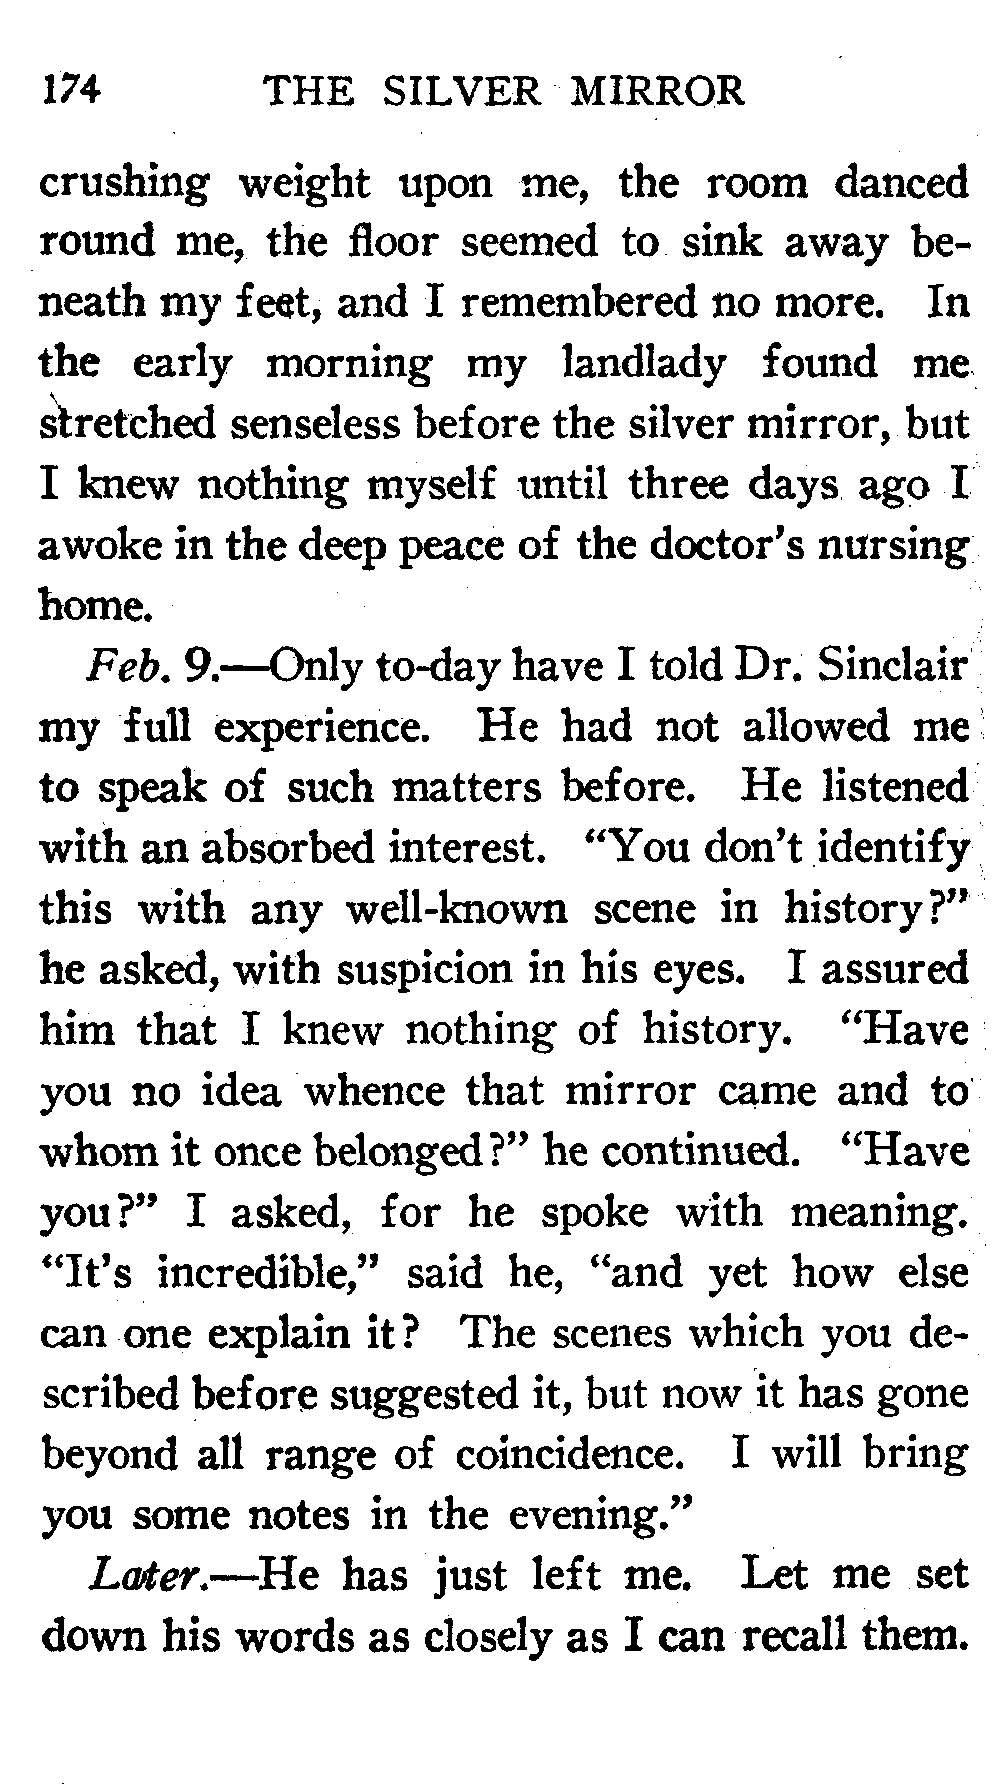 174 THE SILVER MIRROR
crushing weight upon me, the room danced
round me, the floor seemed to sink away be-
neath my feet, and I remembered no more. In
the early morning my landlady found me
stretched senseless before the silver mirror, but
I knew nothing myself until three days ago I
awoke in the deep peace of the doctor's nursing
home.
Feb. 9.—Only to-day have I told Dr. Sinclair
my full experience. He had not allowed me
to speak of such matters before. He listened
with an absorbed interest. “You don't identify
this with any well-known scene in history?”
he asked, with suspicion in his eyes. I assured
him that I knew nothing of history. “Have
you no idea whence that mirror came and to
whom it once belonged?” he continued. “Have
you?” I asked, for he spoke with meaning.
“It's incredible,” said he, “and yet how else
can one explain it? The scenes which you de-
scribed before suggested it, but now it has gone
beyond all range of coincidence. I will bring
you some notes in the evening.”
Later.—He has just left me. Let me set
down his words as closely as I can recall them.